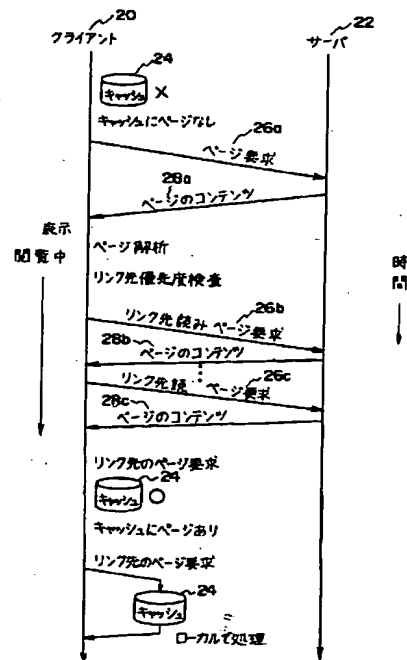 20
クライアント
22
サーバ
24
キャッシュ
×
キャッシュにページなし
26a
ページ要求
28a
ページのコンテンツ
表示
閲覧中
ページ解析
リンク先優先度検査
時間
26b
リンク先読み ページ要求
28b
ページのコンテンツ
26c
リンク先読 ページ要求
28c
ページのコンテンツ
リンク先のページ要求
24
キャッシュ
○
キャッシュにページあり
リンク先のページ要求
24
キャッシュ
ローカルで処理